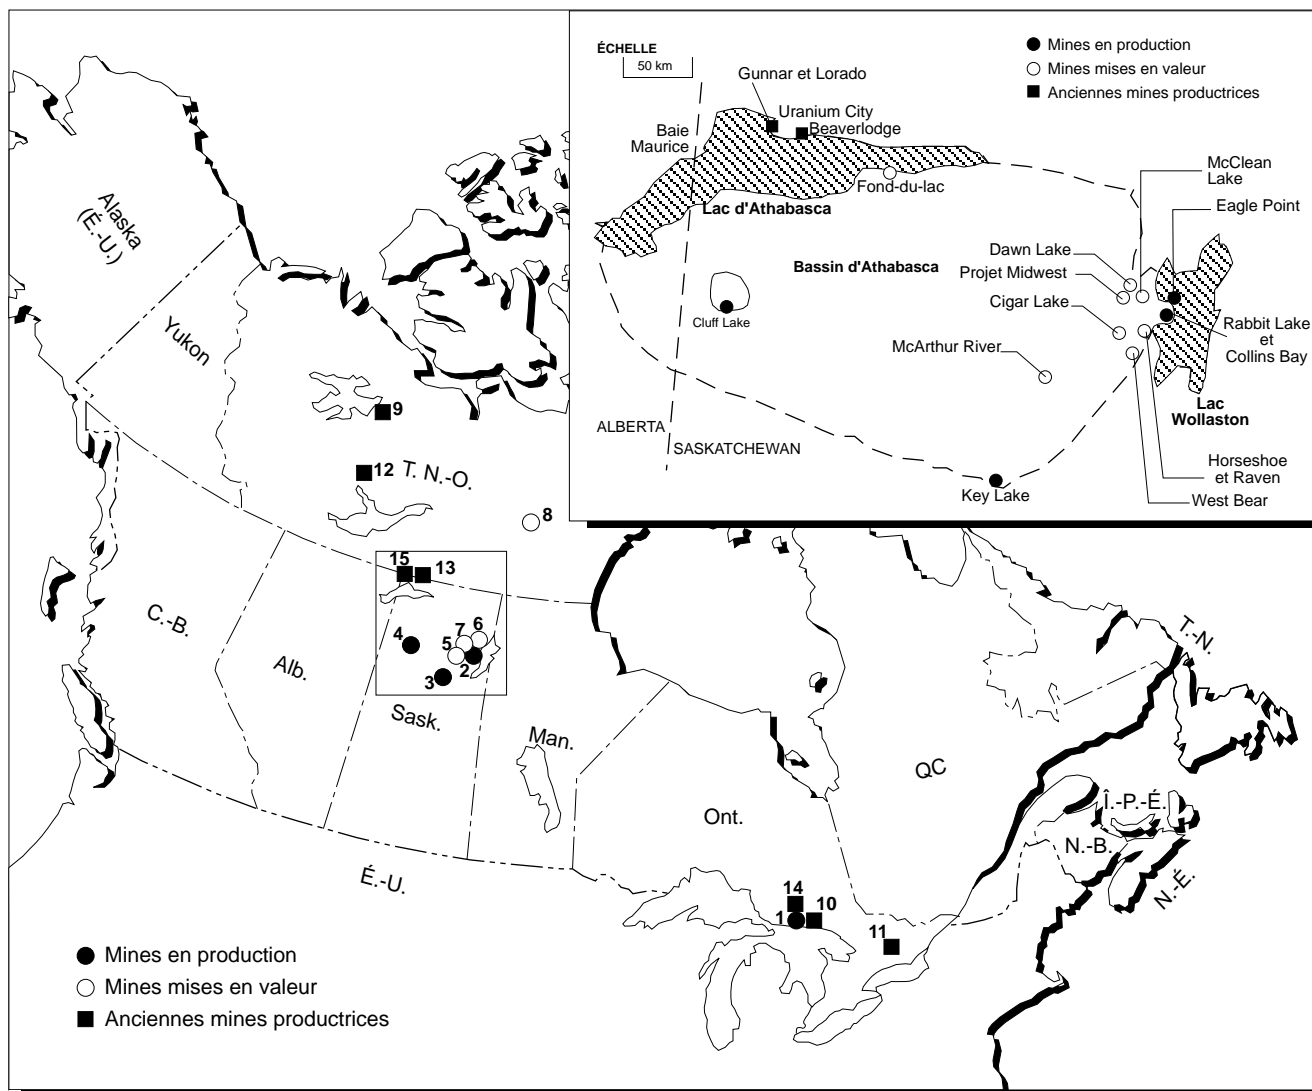 ÉCHELLE
50 km
Mines en production
Mines mises en valeur
Anciennes mines productrices
Gunnar et Lorado
Uranium City
Beaverlodge
Baie
Maurice
Fond-du-lac
Lac d'Athabasca
McClean
Lake
Eagle Point
Dawn Lake
Projet Midwest
Cigar Lake
Bassin d'Athabasca
Cluff Lake
McArthur River
Rabbit Lake
et
Collins Bay
Lac
Wollaston
ALBERTA
SASKATCHEWAN
Key Lake
Horseshoe
et Raven
West Bear
Alaska
(É.-U.)
Yukon
9
12
T. N.-O.
8
15
13
C.-B.
Alb.
4
7
6
5
2
3
Sask.
Man.
T.-N.
QC
Ont.
Î.-P.-É.
N.-B.
N.-É.
É.-U.
14
1
10
11
Mines en production
Mines mises en valeur
Anciennes mines productrices